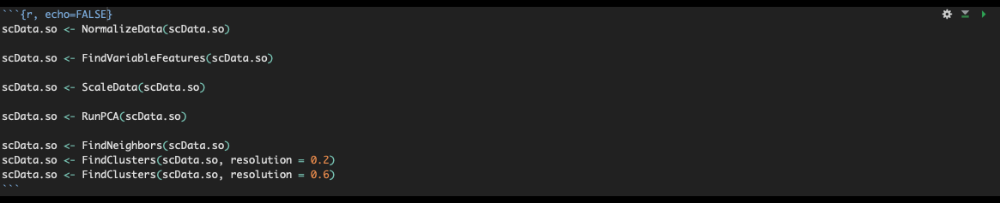 ```{r, echo=FALSE}
scData.so <- NormalizeData(scData.so)
scData.so <- FindVariableFeatures(scData.so)
scData.so <- ScaleData(scData.so)
scData.so <- RunPCA(scData.so)
scData.so <- FindNeighbors(scData.so)
scData.so <- FindClusters(scData.so, resolution = 0.2)
scData.so <- FindClusters(scData.so, resolution = 0.6)
```